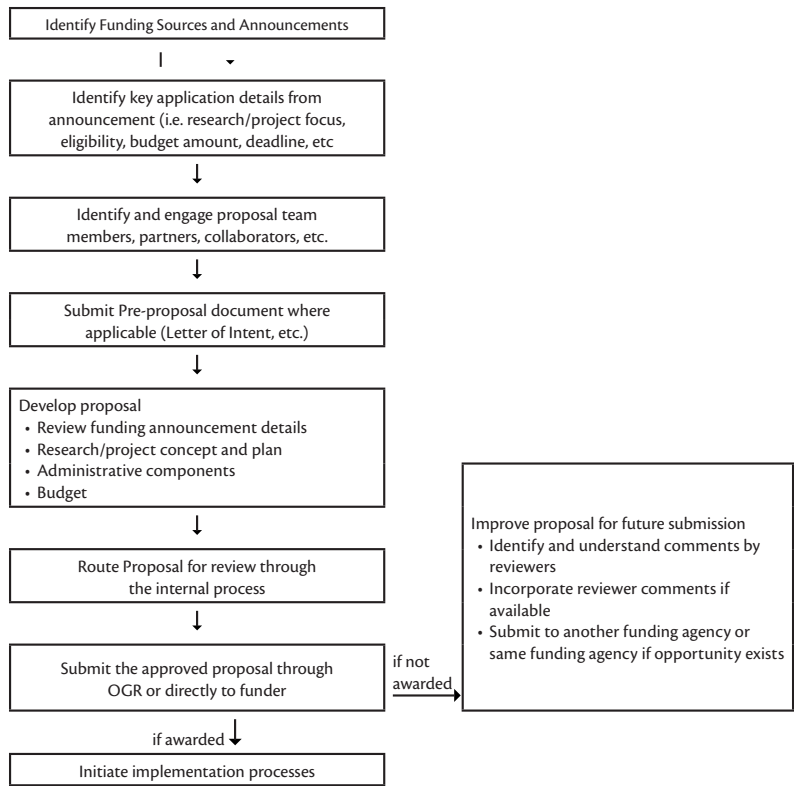 Identify Funding Sources and Announcements
Identify key application details from
announcement (i.e. research/project focus,
eligibility, budget amount, deadline, etc
Identify and engage proposal team
members, partners, collaborators, etc.
Submit Pre-proposal document where
applicable (Letter of Intent, etc.)
Develop proposal
• Review funding announcement details
• Research/project concept and plan
• Administrative components
• Budget
Route Proposal for review through
the internal process
Submit the approved proposal through
OGR or directly to funder
if not
awarded
Improve proposal for future submission
• Identify and understand comments by
reviewers
• Incorporate reviewer comments if
available
• Submit to another funding agency or
same funding agency if opportunity exists
if awarded
Initiate implementation processes